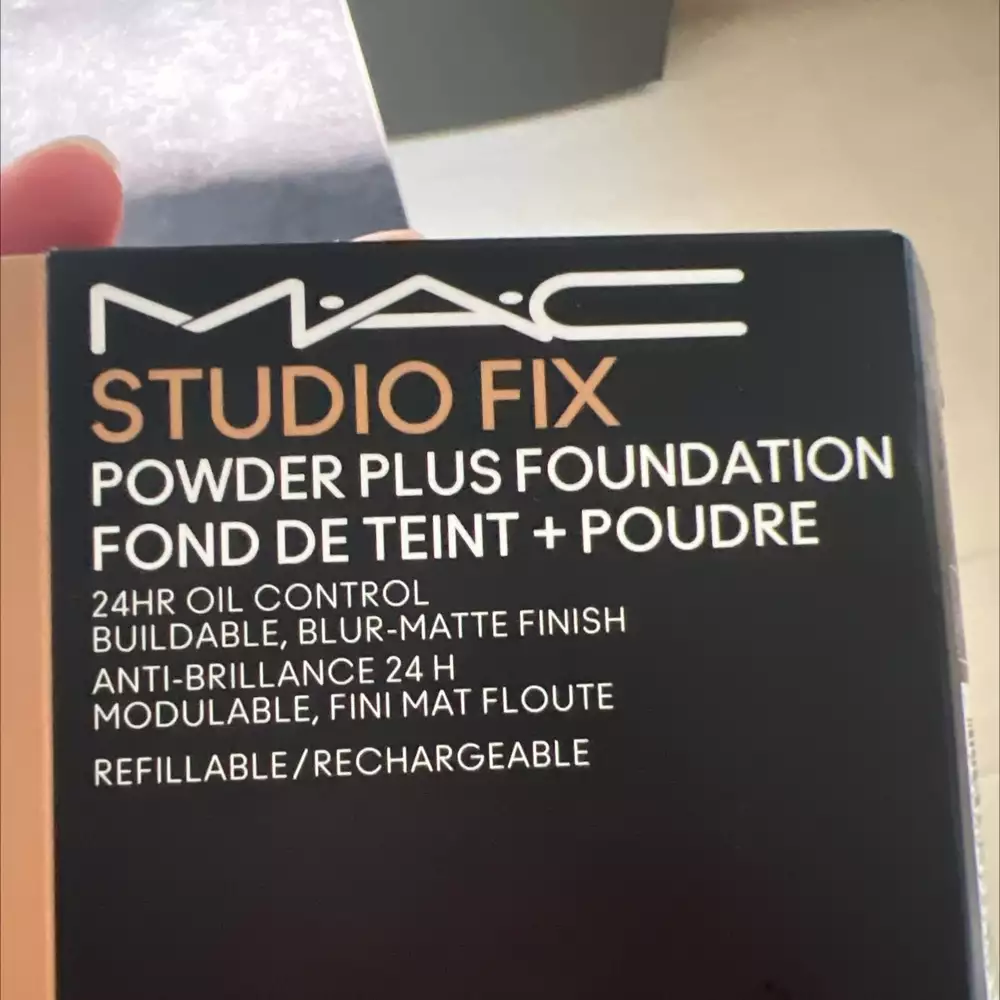 M·A·C
STUDIO FIX
POWDER PLUS FOUNDATION
FOND DE TEINT + POUDRE
24HR OIL CONTROL
BUILDABLE, BLUR-MATTE FINISH
ANTI-BRILLANCE 24 H
MODULABLE, FINI MAT FLOUTE
REFILLABLE/RECHARGEABLE